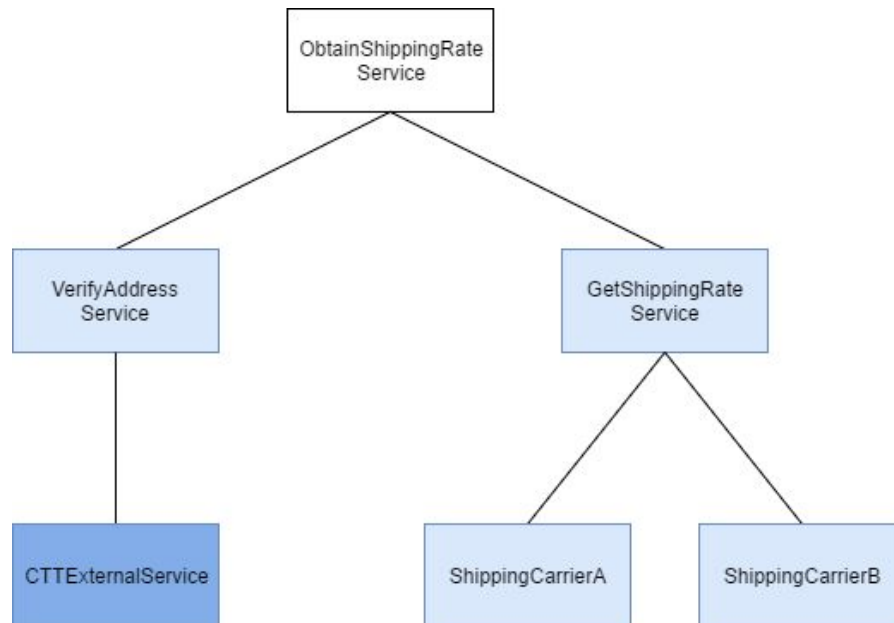 ObtainShippingRate
Service
VerifyAddress
Service
GetShippingRate
Service
CTTExternalService
ShippingCarrierA
ShippingCarrierB